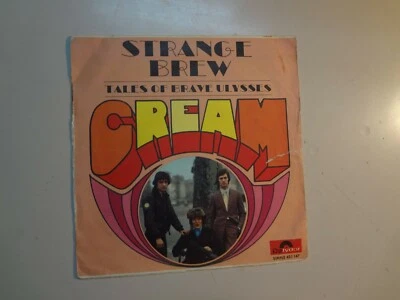 STRANGE
BREW
TALES OF BRAVE ULYSSES
CREAM
Polydor